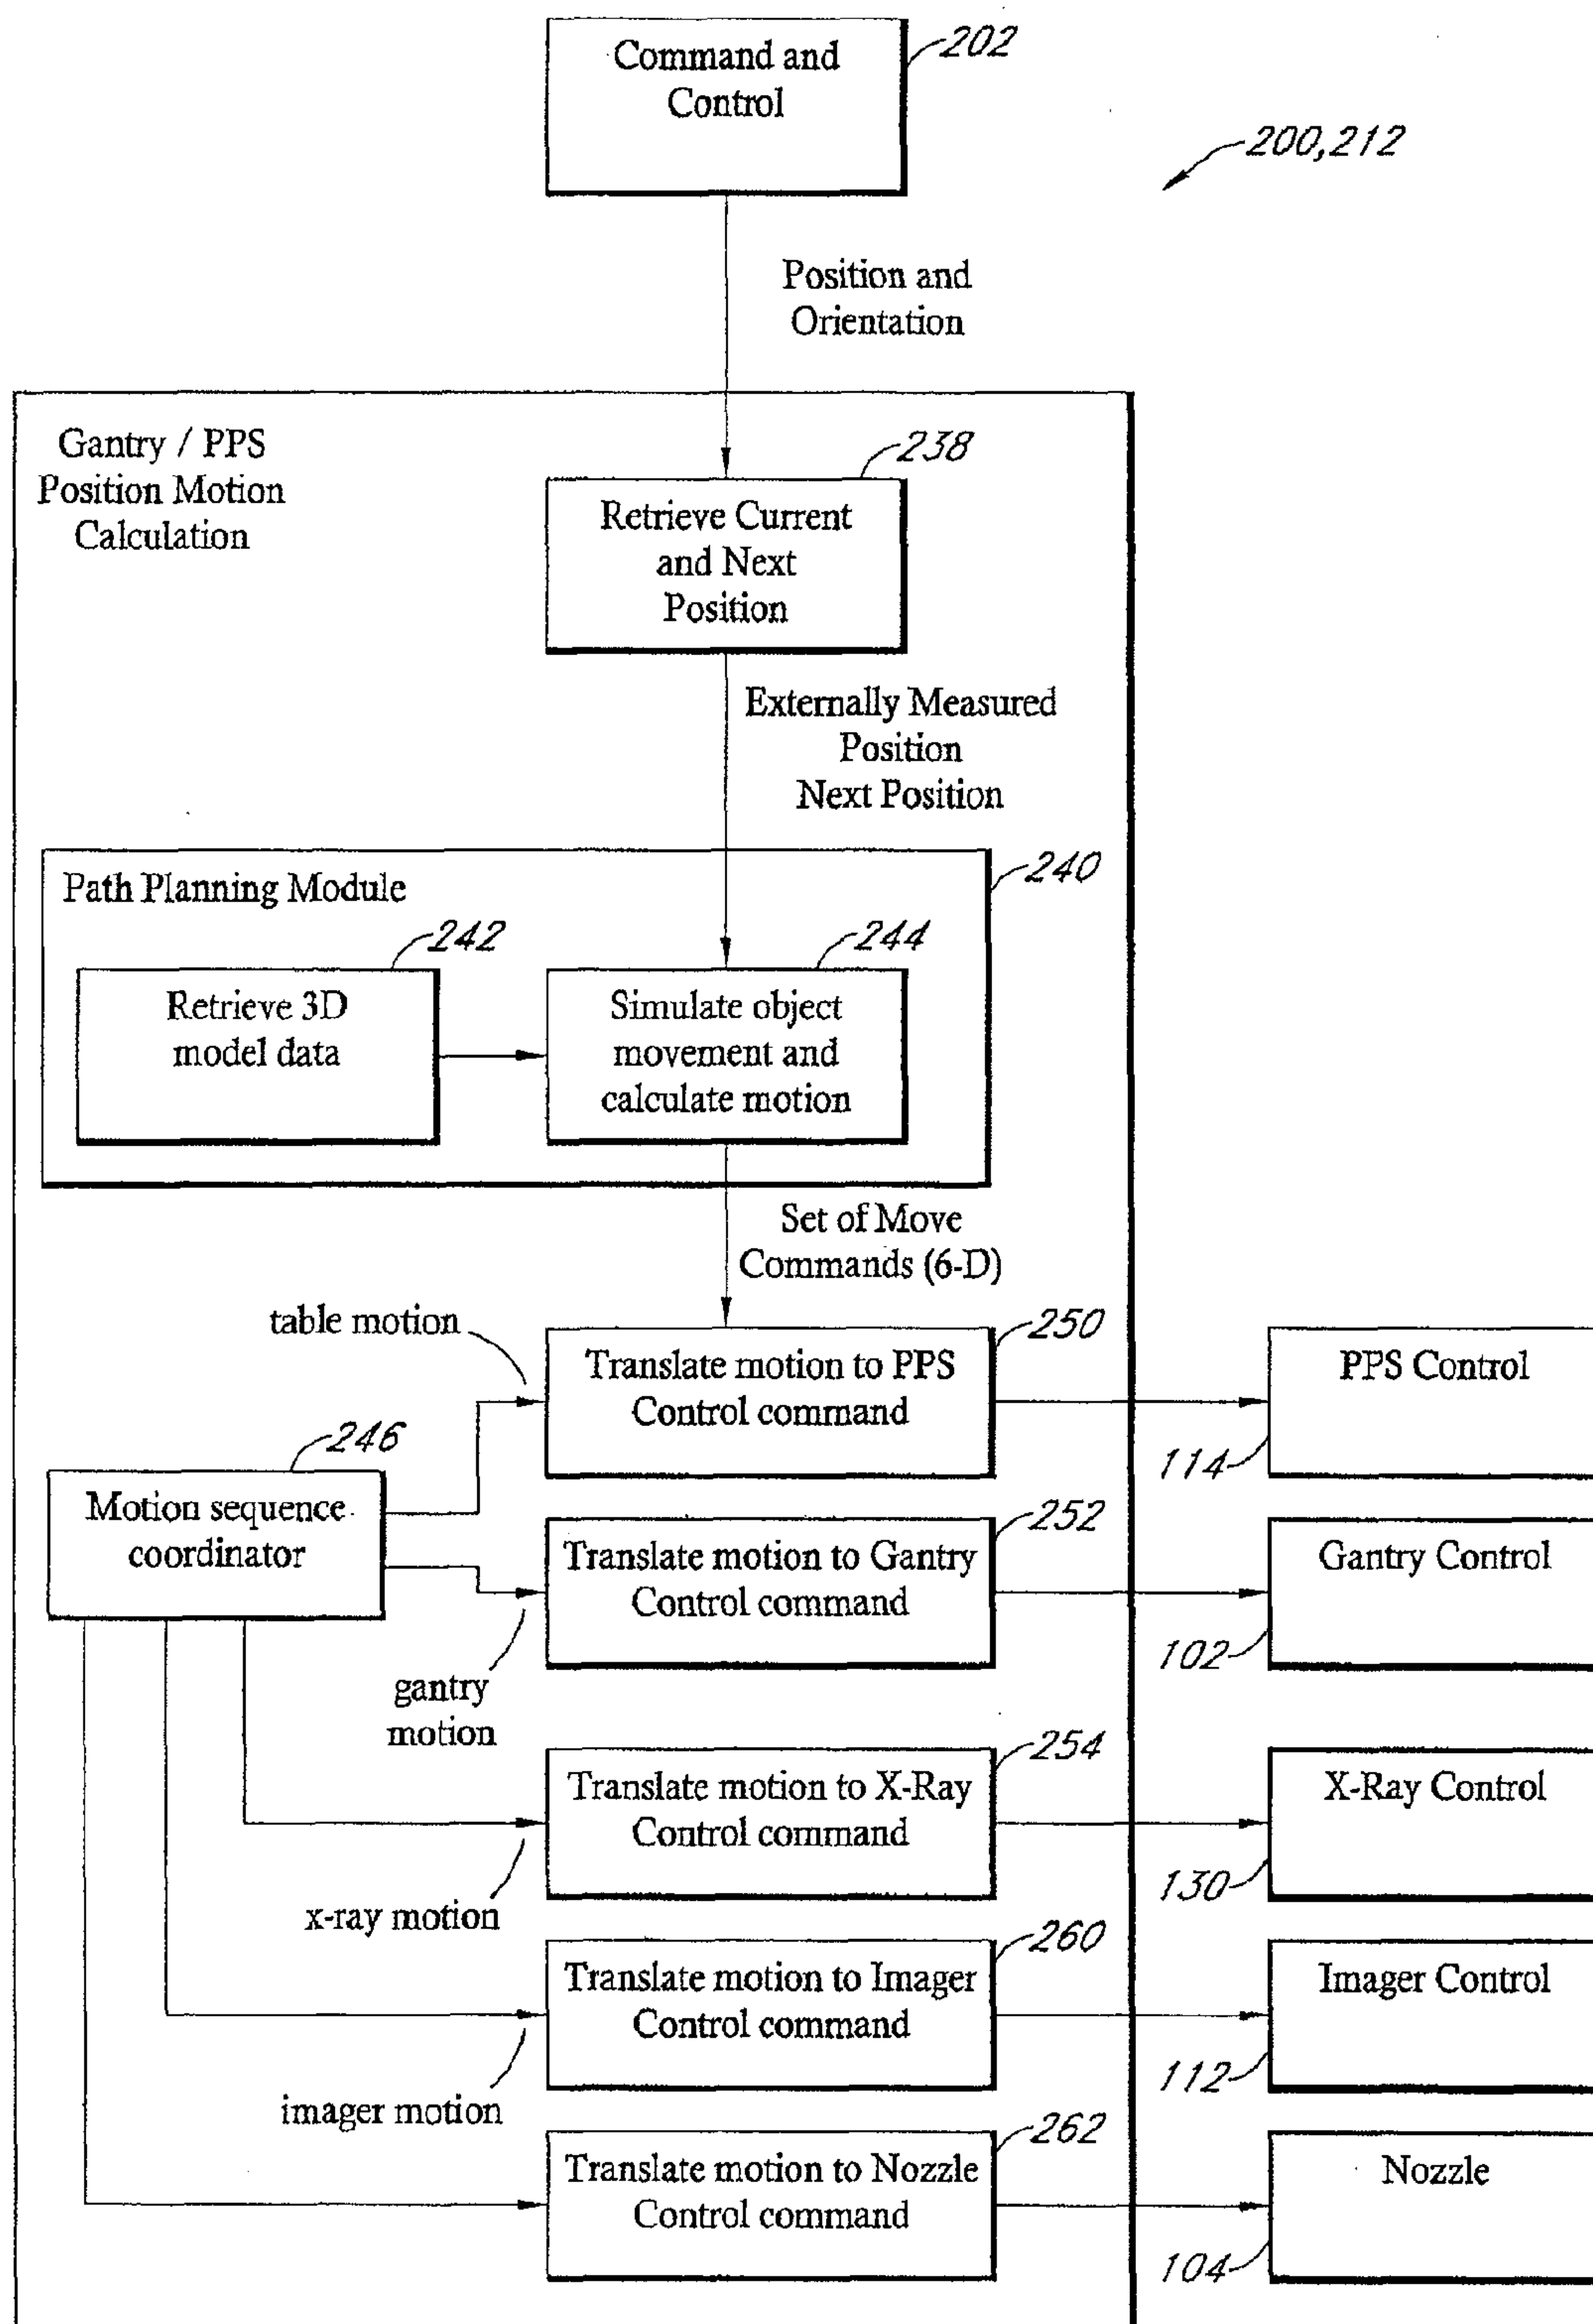 Command and
Control
202
200,212
Position and
Orientation
Gantry / PPS
Position Motion
Calculation
238
Retrieve Current
and Next
Position
Externally Measured
Position
Next Position
240
Path Planning Module
242
Retrieve 3D
model data
244
Simulate object
movement and
calculate motion
Set of Move
Commands (6-D)
table motion
250
Translate motion to PPS
Control command
PPS Control
114
246
Motion sequence
coordinator
252
Translate motion to Gantry
Control command
Gantry Control
102
gantry
motion
254
Translate motion to X-Ray
Control command
X-Ray Control
130
x-ray motion
260
Translate motion to Imager
Control command
Imager Control
112
imager motion
262
Translate motion to Nozzle
Control command
Nozzle
104